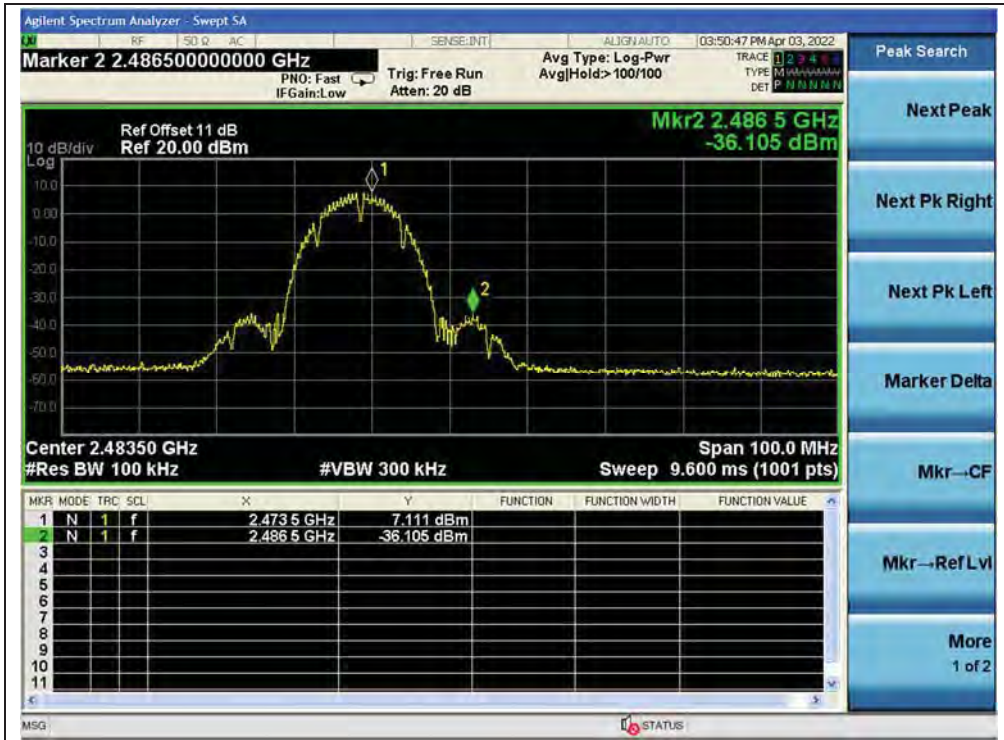 Agilent Spectrum Analyzer - Swept SA
RF 50 Ω AC SENSE:INT ALIGN AUTO 03:50:47 PM Apr 03, 2022
Marker 2 2.486500000000 GHz
PNO: Fast
IFGain:Low
Trig: Free Run
Atten: 20 dB
Avg Type: Log-Pwr
Avg|Hold:> 100/100
TRACE 1 2 3 4 5 6
TYPE M
DET P N N N N N
Mkr2 2.486 5 GHz
-36.105 dBm
Ref Offset 11 dB
10 dB/div Ref 20.00 dBm
Log
10.0
0.00
-10.0
-20.0
-30.0
-40.0
-50.0
-60.0
-70.0
1
2
Center 2.48350 GHz Span 100.0 MHz
#Res BW 100 kHz #VBW 300 kHz Sweep 9.600 ms (1001 pts)
MKR MODE TRC SCL X Y FUNCTION FUNCTION WIDTH FUNCTION VALUE
1 N 1 f 2.473 5 GHz 7.111 dBm
2 N 1 f 2.486 5 GHz -36.105 dBm
3
4
5
6
7
8
9
10
11
MSG STATUS
Peak Search
Next Peak
Next Pk Right
Next Pk Left
Marker Delta
Mkr→CF
Mkr→Ref Lvl
More
1 of 2